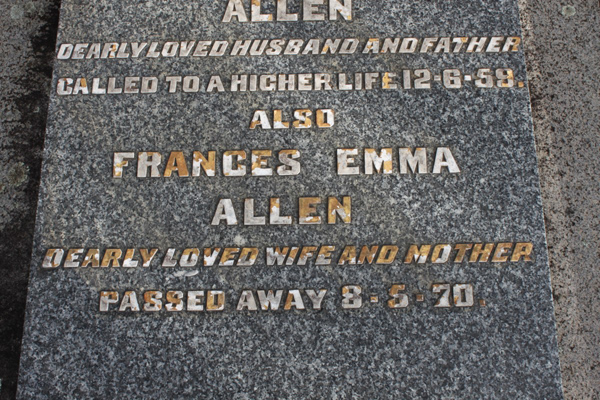 ALLEN
DEARLY LOVED HUSBAND AND FATHER
CALLED TO A HIGHER LIFE 12·6·59.
ALSO
FRANCES EMMA
ALLEN
DEARLY LOVED WIFE AND MOTHER
PASSED AWAY 8·5·70.